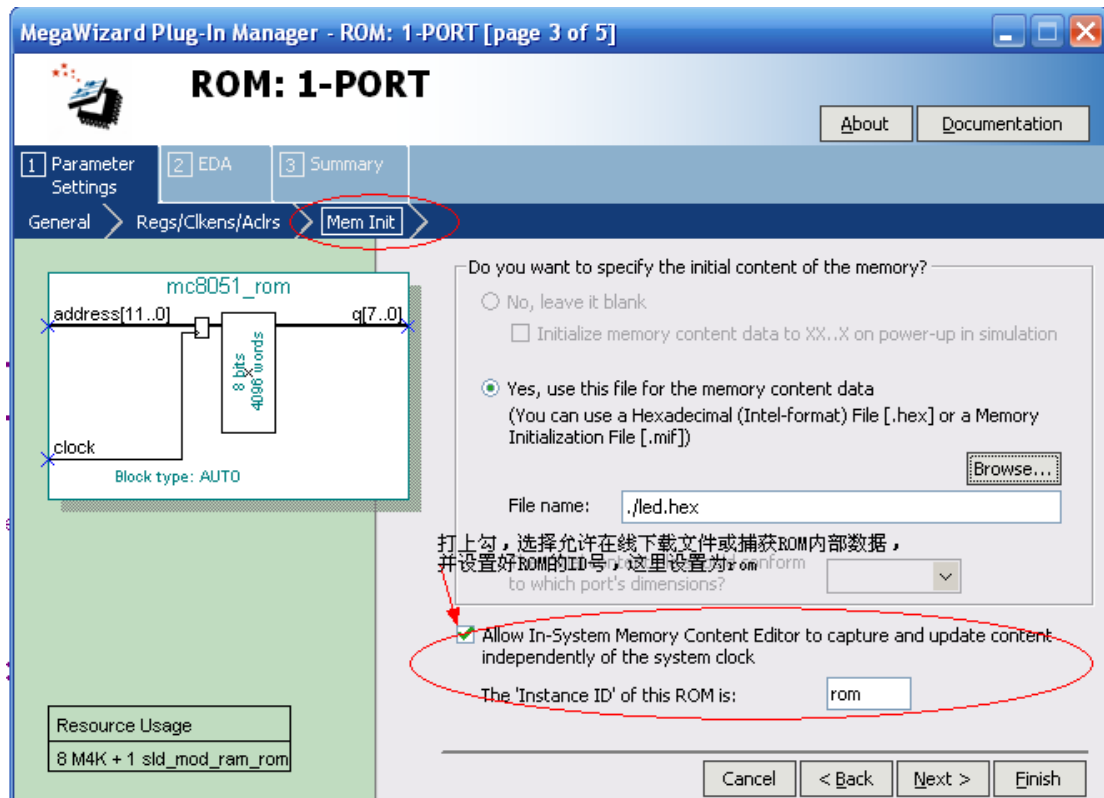 MegaWizard Plug-In Manager - ROM: 1-PORT [page 3 of 5]
ROM: 1-PORT
About
Documentation
1 Parameter Settings
2 EDA
3 Summary
General
Regs/Clkens/Aclrs
Mem Init
mc8051_rom
address[11..0]
q[7..0]
8 bits
4096 words
clock
Block type: AUTO
Do you want to specify the initial content of the memory?
No, leave it blank
Initialize memory content data to XX..X on power-up in simulation
Yes, use this file for the memory content data
(You can use a Hexadecimal (Intel-format) File [.hex] or a Memory
Initialization File [.mif])
Browse...
File name:
./led.hex
打上勾，选择允许在线下载文件或捕获ROM内部数据，
并设置好ROM的ID号，这里设置为rom
conform
to which port's dimensions?
Allow In-System Memory Content Editor to capture and update content
independently of the system clock
The 'Instance ID' of this ROM is:
rom
Resource Usage
8 M4K + 1 sld_mod_ram_rom
Cancel
< Back
Next >
Finish